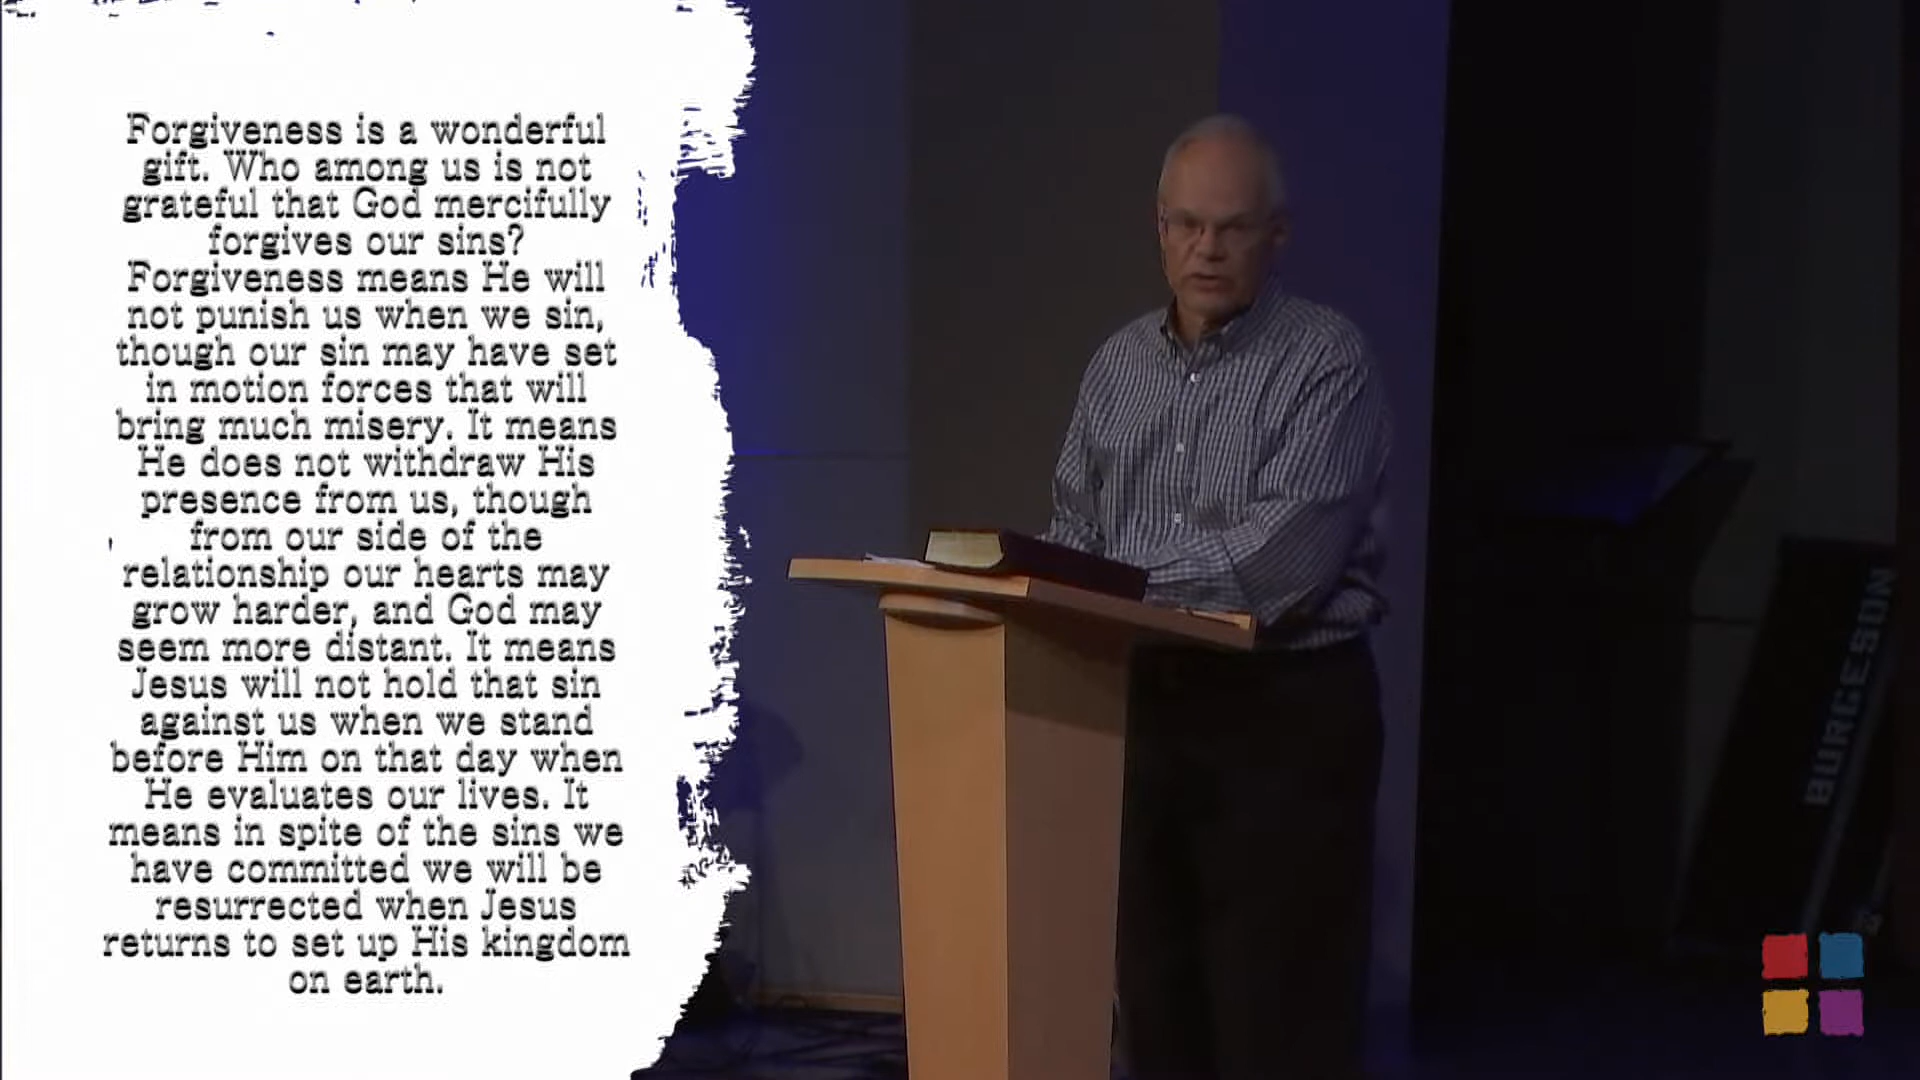 Forgiveness is a wonderful
gift. Who among us is not
grateful that God mercifully
forgives our sins?
Forgiveness means He will
not punish us when we sin,
though our sin may have set
in motion forces that will
bring much misery. It means
He does not withdraw His
presence from us, though
from our side of the
relationship our hearts may
grow harder, and God may
seem more distant. It means
Jesus will not hold that sin
against us when we stand
before Him on that day when
He evaluates our lives. It
means in spite of the sins we
have committed we will be
resurrected when Jesus
returns to set up His kingdom
on earth.
BURGESON